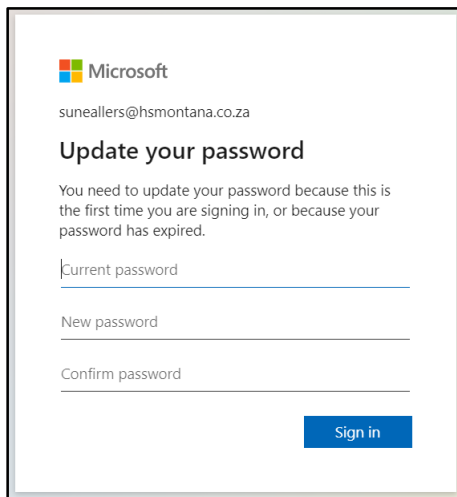 Microsoft
suneallers@hsmontana.co.za
Update your password
You need to update your password because this is
the first time you are signing in, or because your
password has expired.
Current password
New password
Confirm password
Sign in